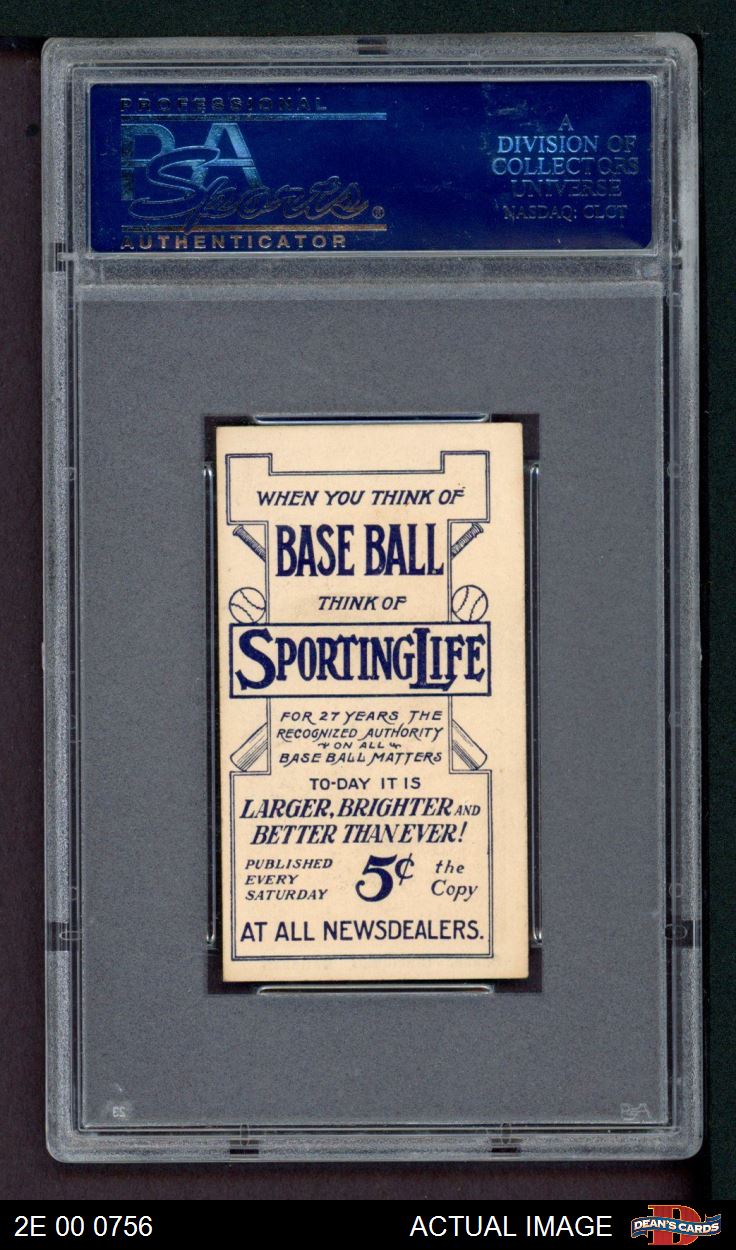 PROFESSIONAL
PSA
Sports®
AUTHENTICATOR
A
DIVISION OF
COLLECTORS
UNIVERSE
NASDAQ: CLCT
WHEN YOU THINK OF
BASE BALL
THINK OF
SPORTING LIFE
FOR 27 YEARS THE
RECOGNIZED AUTHORITY
ON ALL
BASE BALL MATTERS
TO-DAY IT IS
LARGER, BRIGHTER AND
BETTER THAN EVER!
PUBLISHED
EVERY
SATURDAY
5¢
the
Copy
AT ALL NEWSDEALERS.
23
PSA
2E 00 0756
ACTUAL IMAGE
DEAN'S CARDS